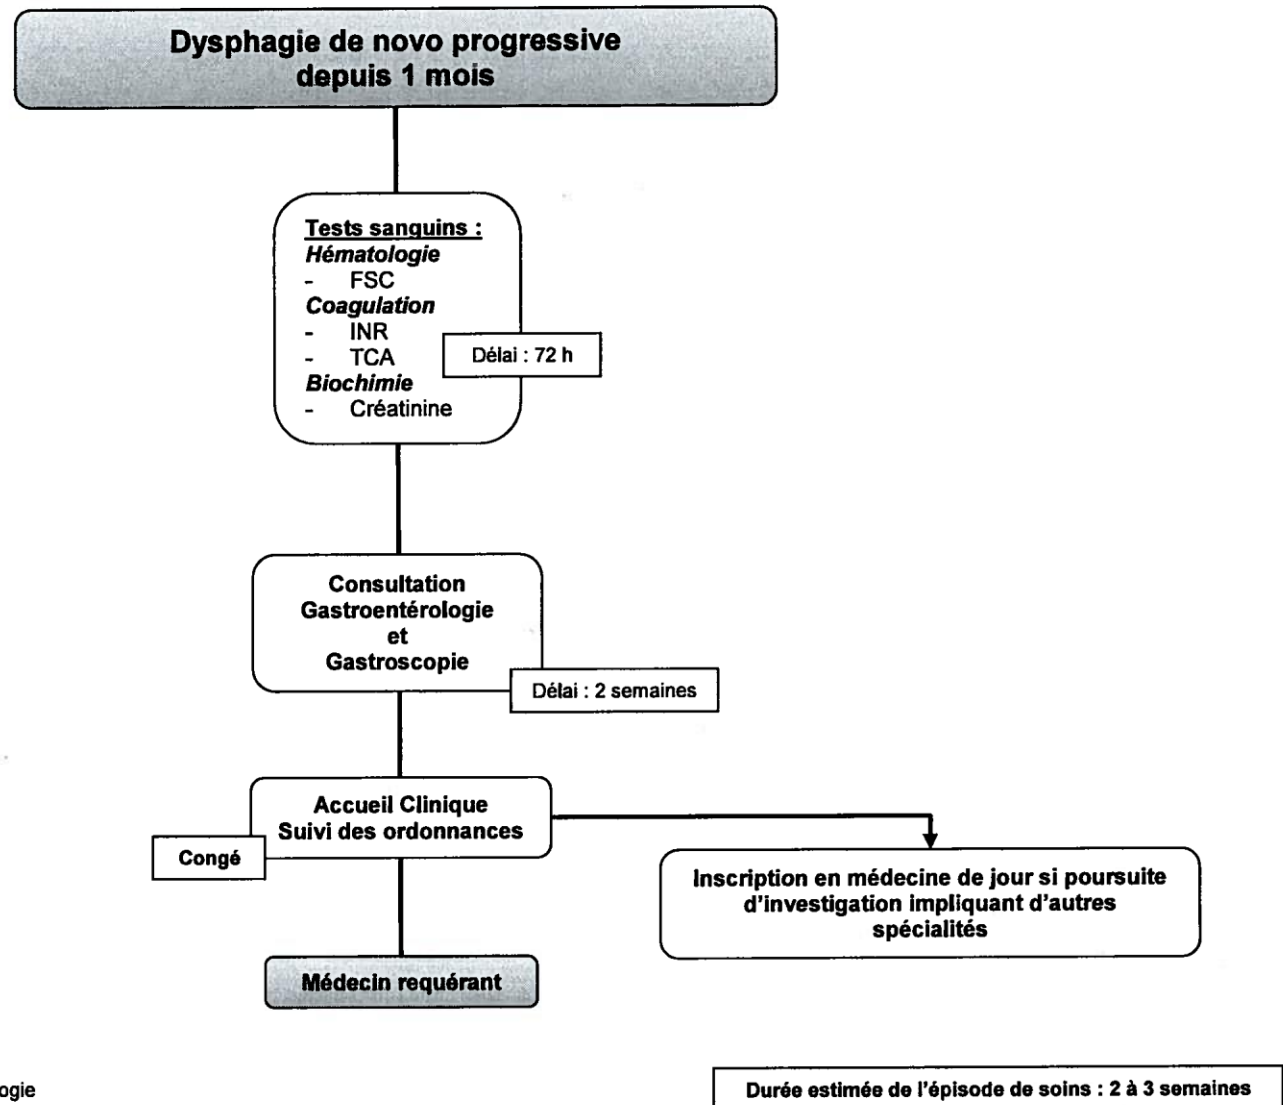 Dysphagie de novo progressive
depuis 1 mois
Tests sanguins :
Hématologie
- FSC
Coagulation
- INR
- TCA
Délai : 72 h
Biochimie
- Créatinine
Consultation
Gastroentérologie
et
Gastroscopie
Délai : 2 semaines
Accueil Clinique
Suivi des ordonnances
Congé
Inscription en médecine de jour si poursuite
d'investigation impliquant d'autres
spécialités
Médecin requérant
ogie
Durée estimée de l'épisode de soins : 2 à 3 semaines